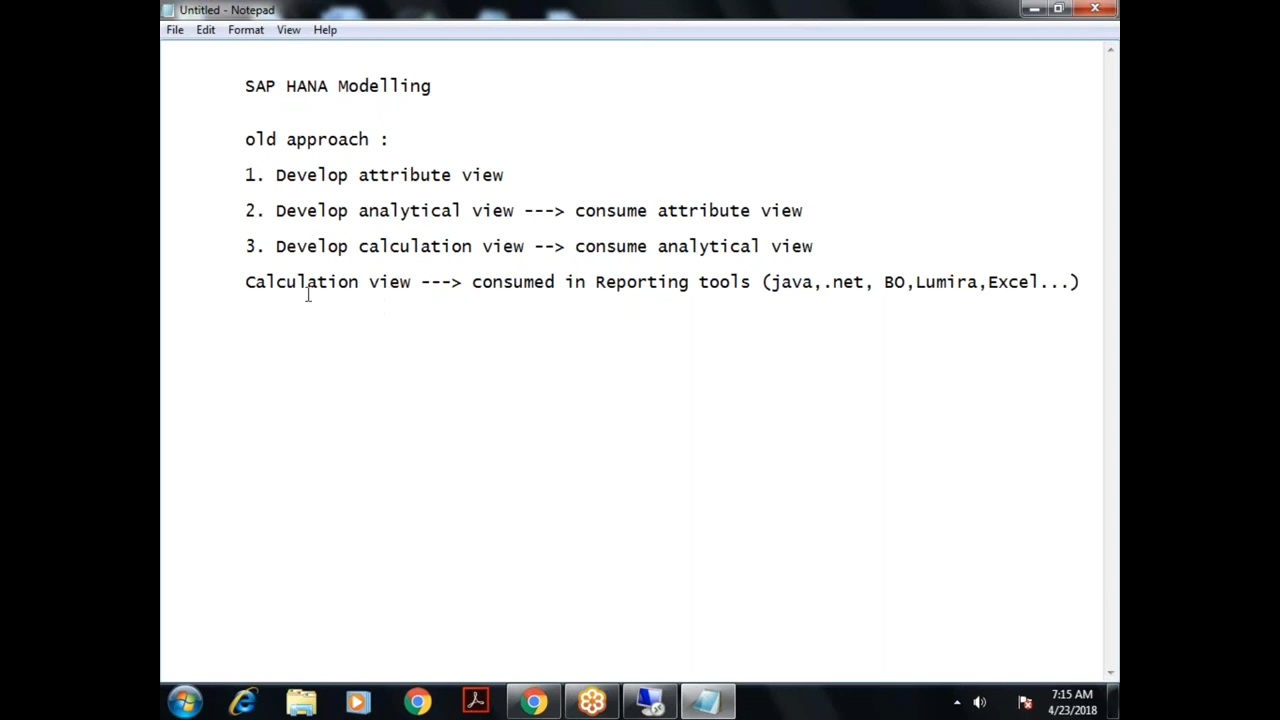 Untitled - Notepad
File Edit Format View Help
SAP HANA Modelling
old approach :
1. Develop attribute view
2. Develop analytical view ---> consume attribute view
3. Develop calculation view --> consume analytical view
Calculation view ---> consumed in Reporting tools (java,.net, BO,Lumira,Excel...)
7:15 AM
4/23/2018